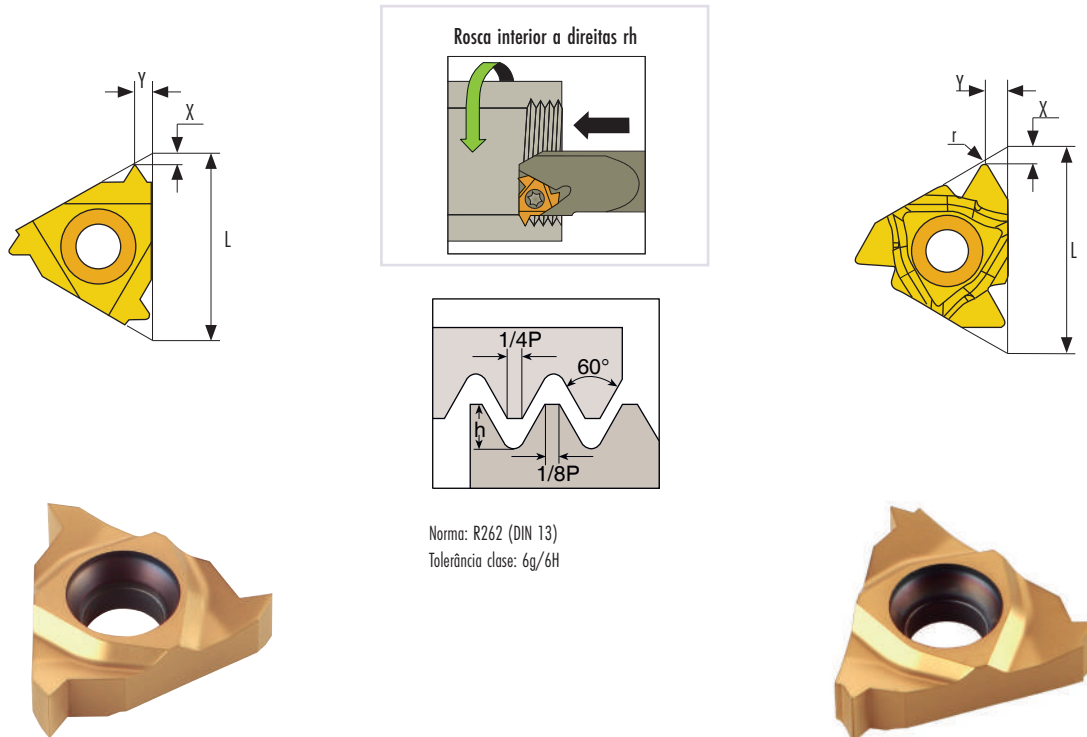 Rosca interior a direitas rh
Y
X
L
Y
X
r
L
1/4P
60°
h
1/8P
Norma: R262 (DIN 13)
Tolerância clase: 6g/6H